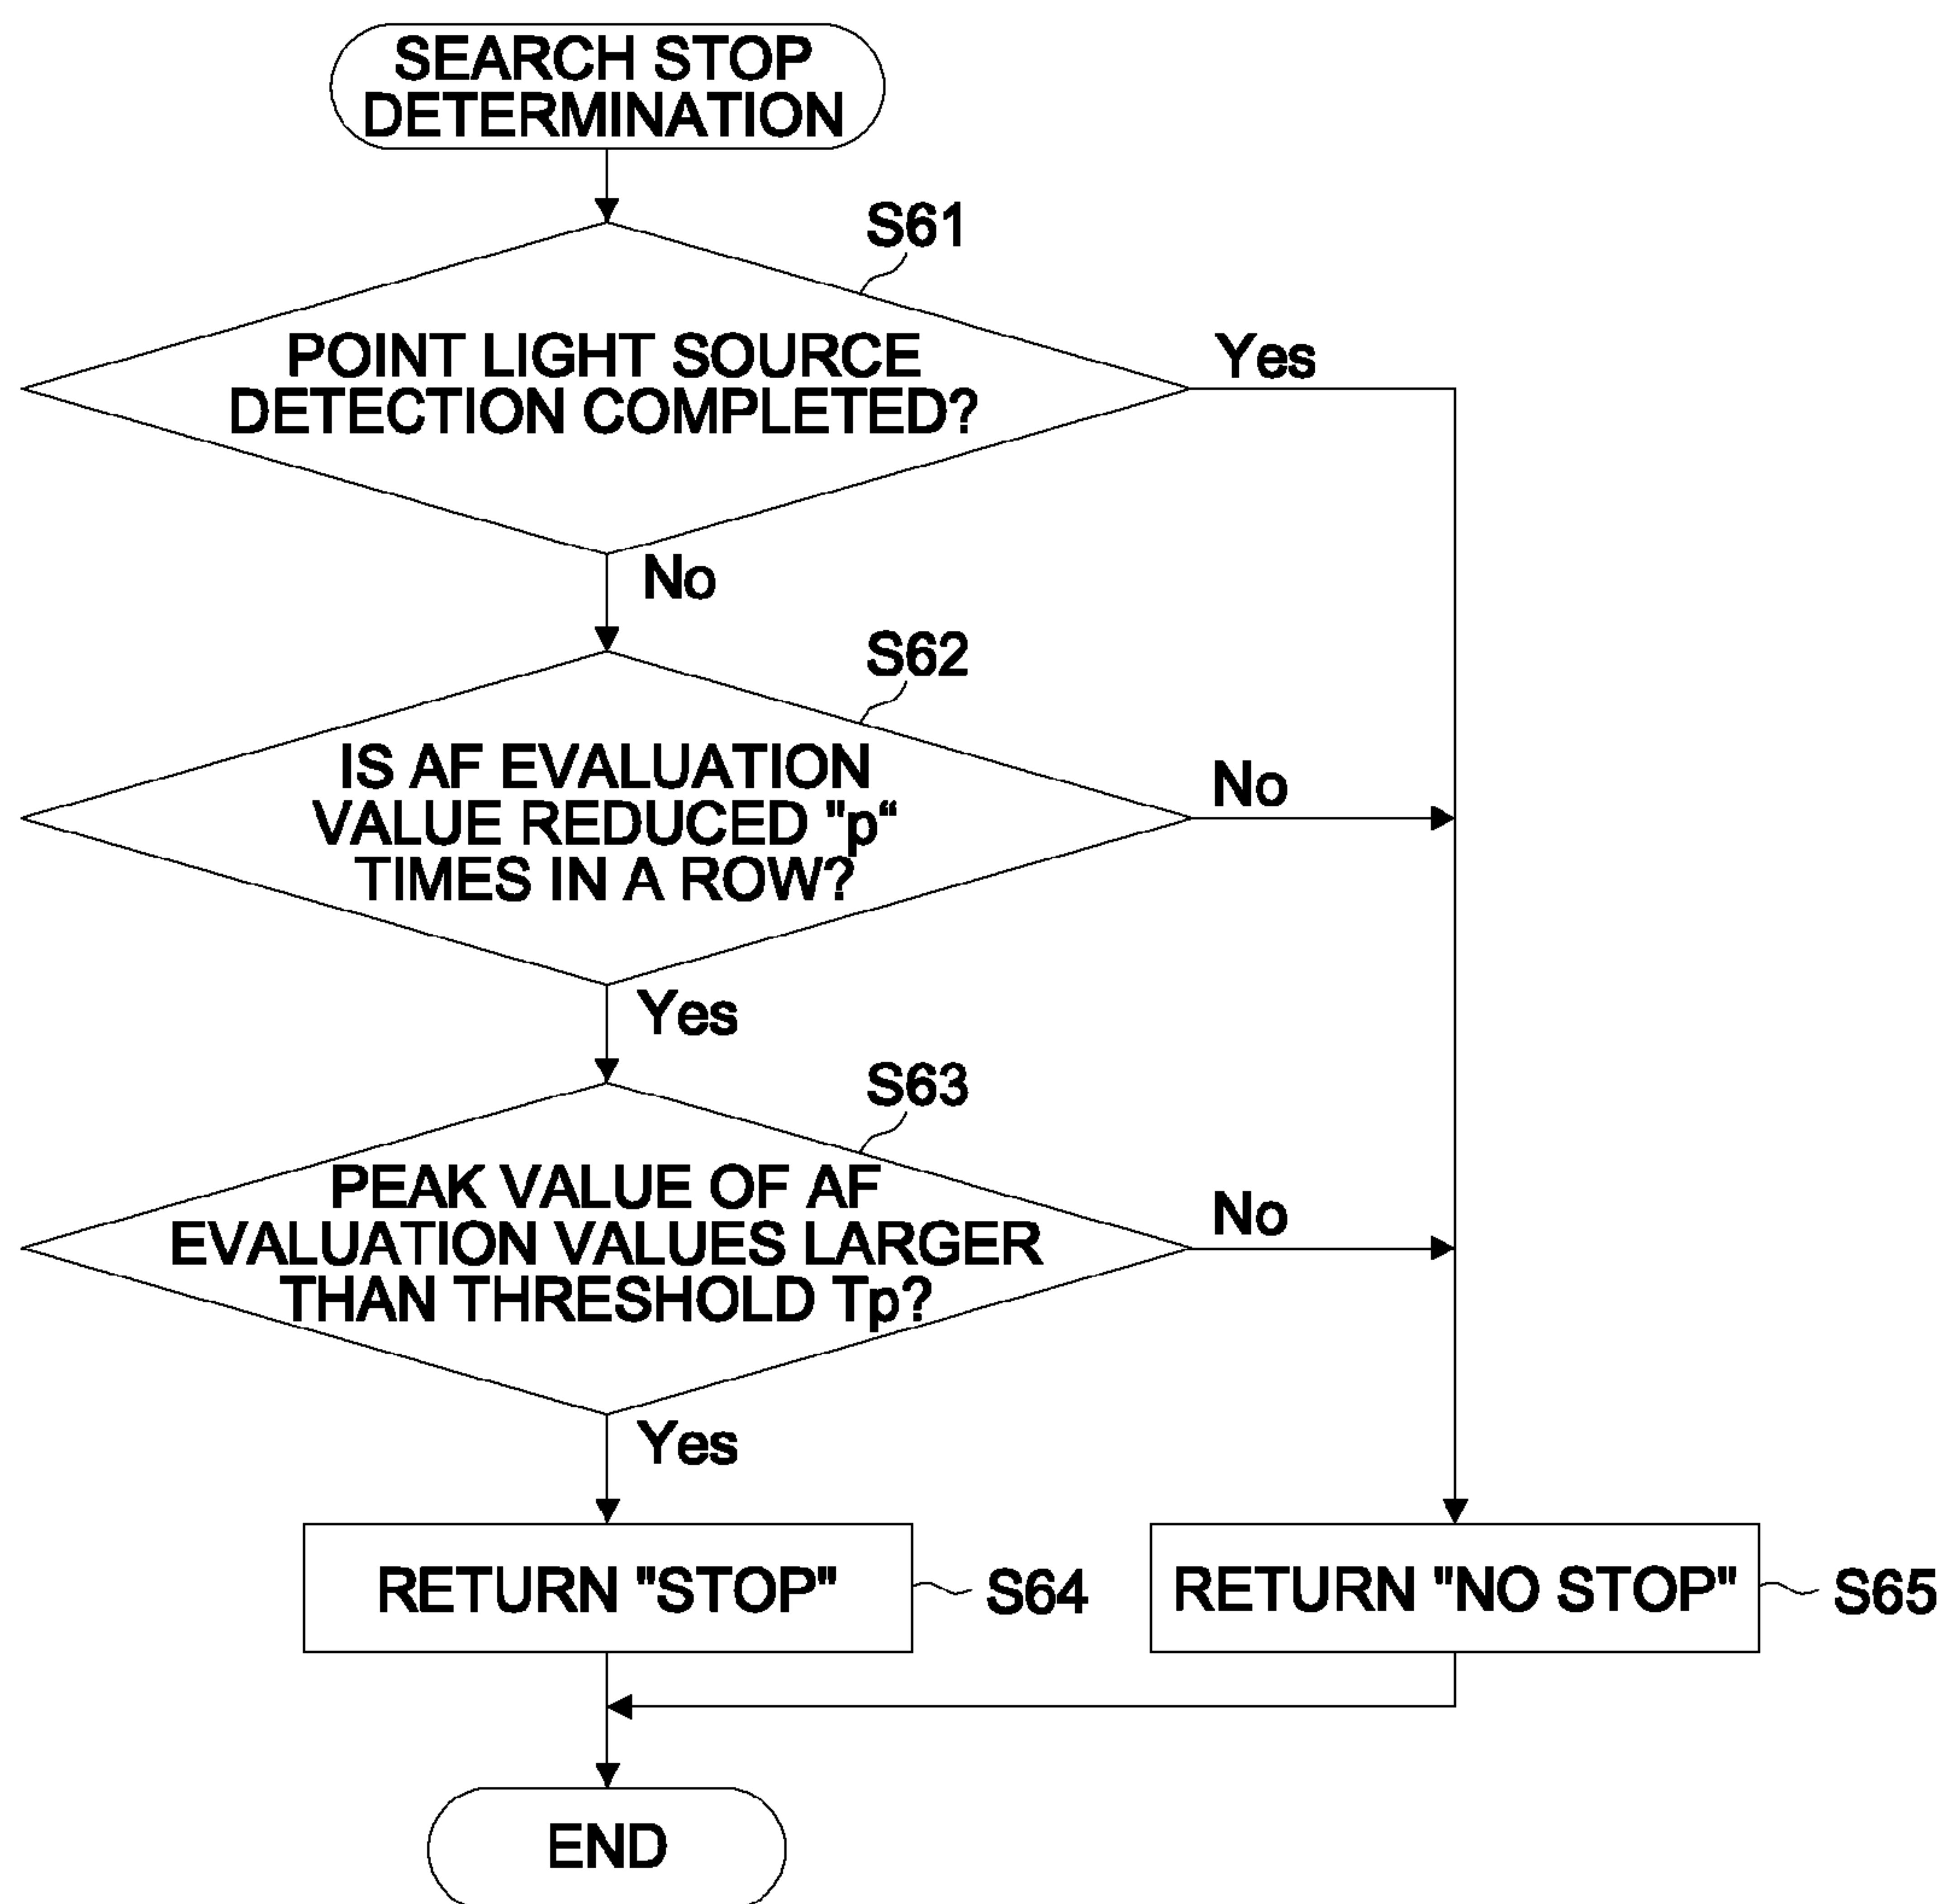 SEARCH STOP
DETERMINATION
S61
POINT LIGHT SOURCE
DETECTION COMPLETED?
Yes
No
S62
IS AF EVALUATION
VALUE REDUCED "p“
TIMES IN A ROW?
No
Yes
S63
PEAK VALUE OF AF
EVALUATION VALUES LARGER
THAN THRESHOLD Tp?
No
Yes
RETURN "STOP"
S64
RETURN "NO STOP"
S65
END